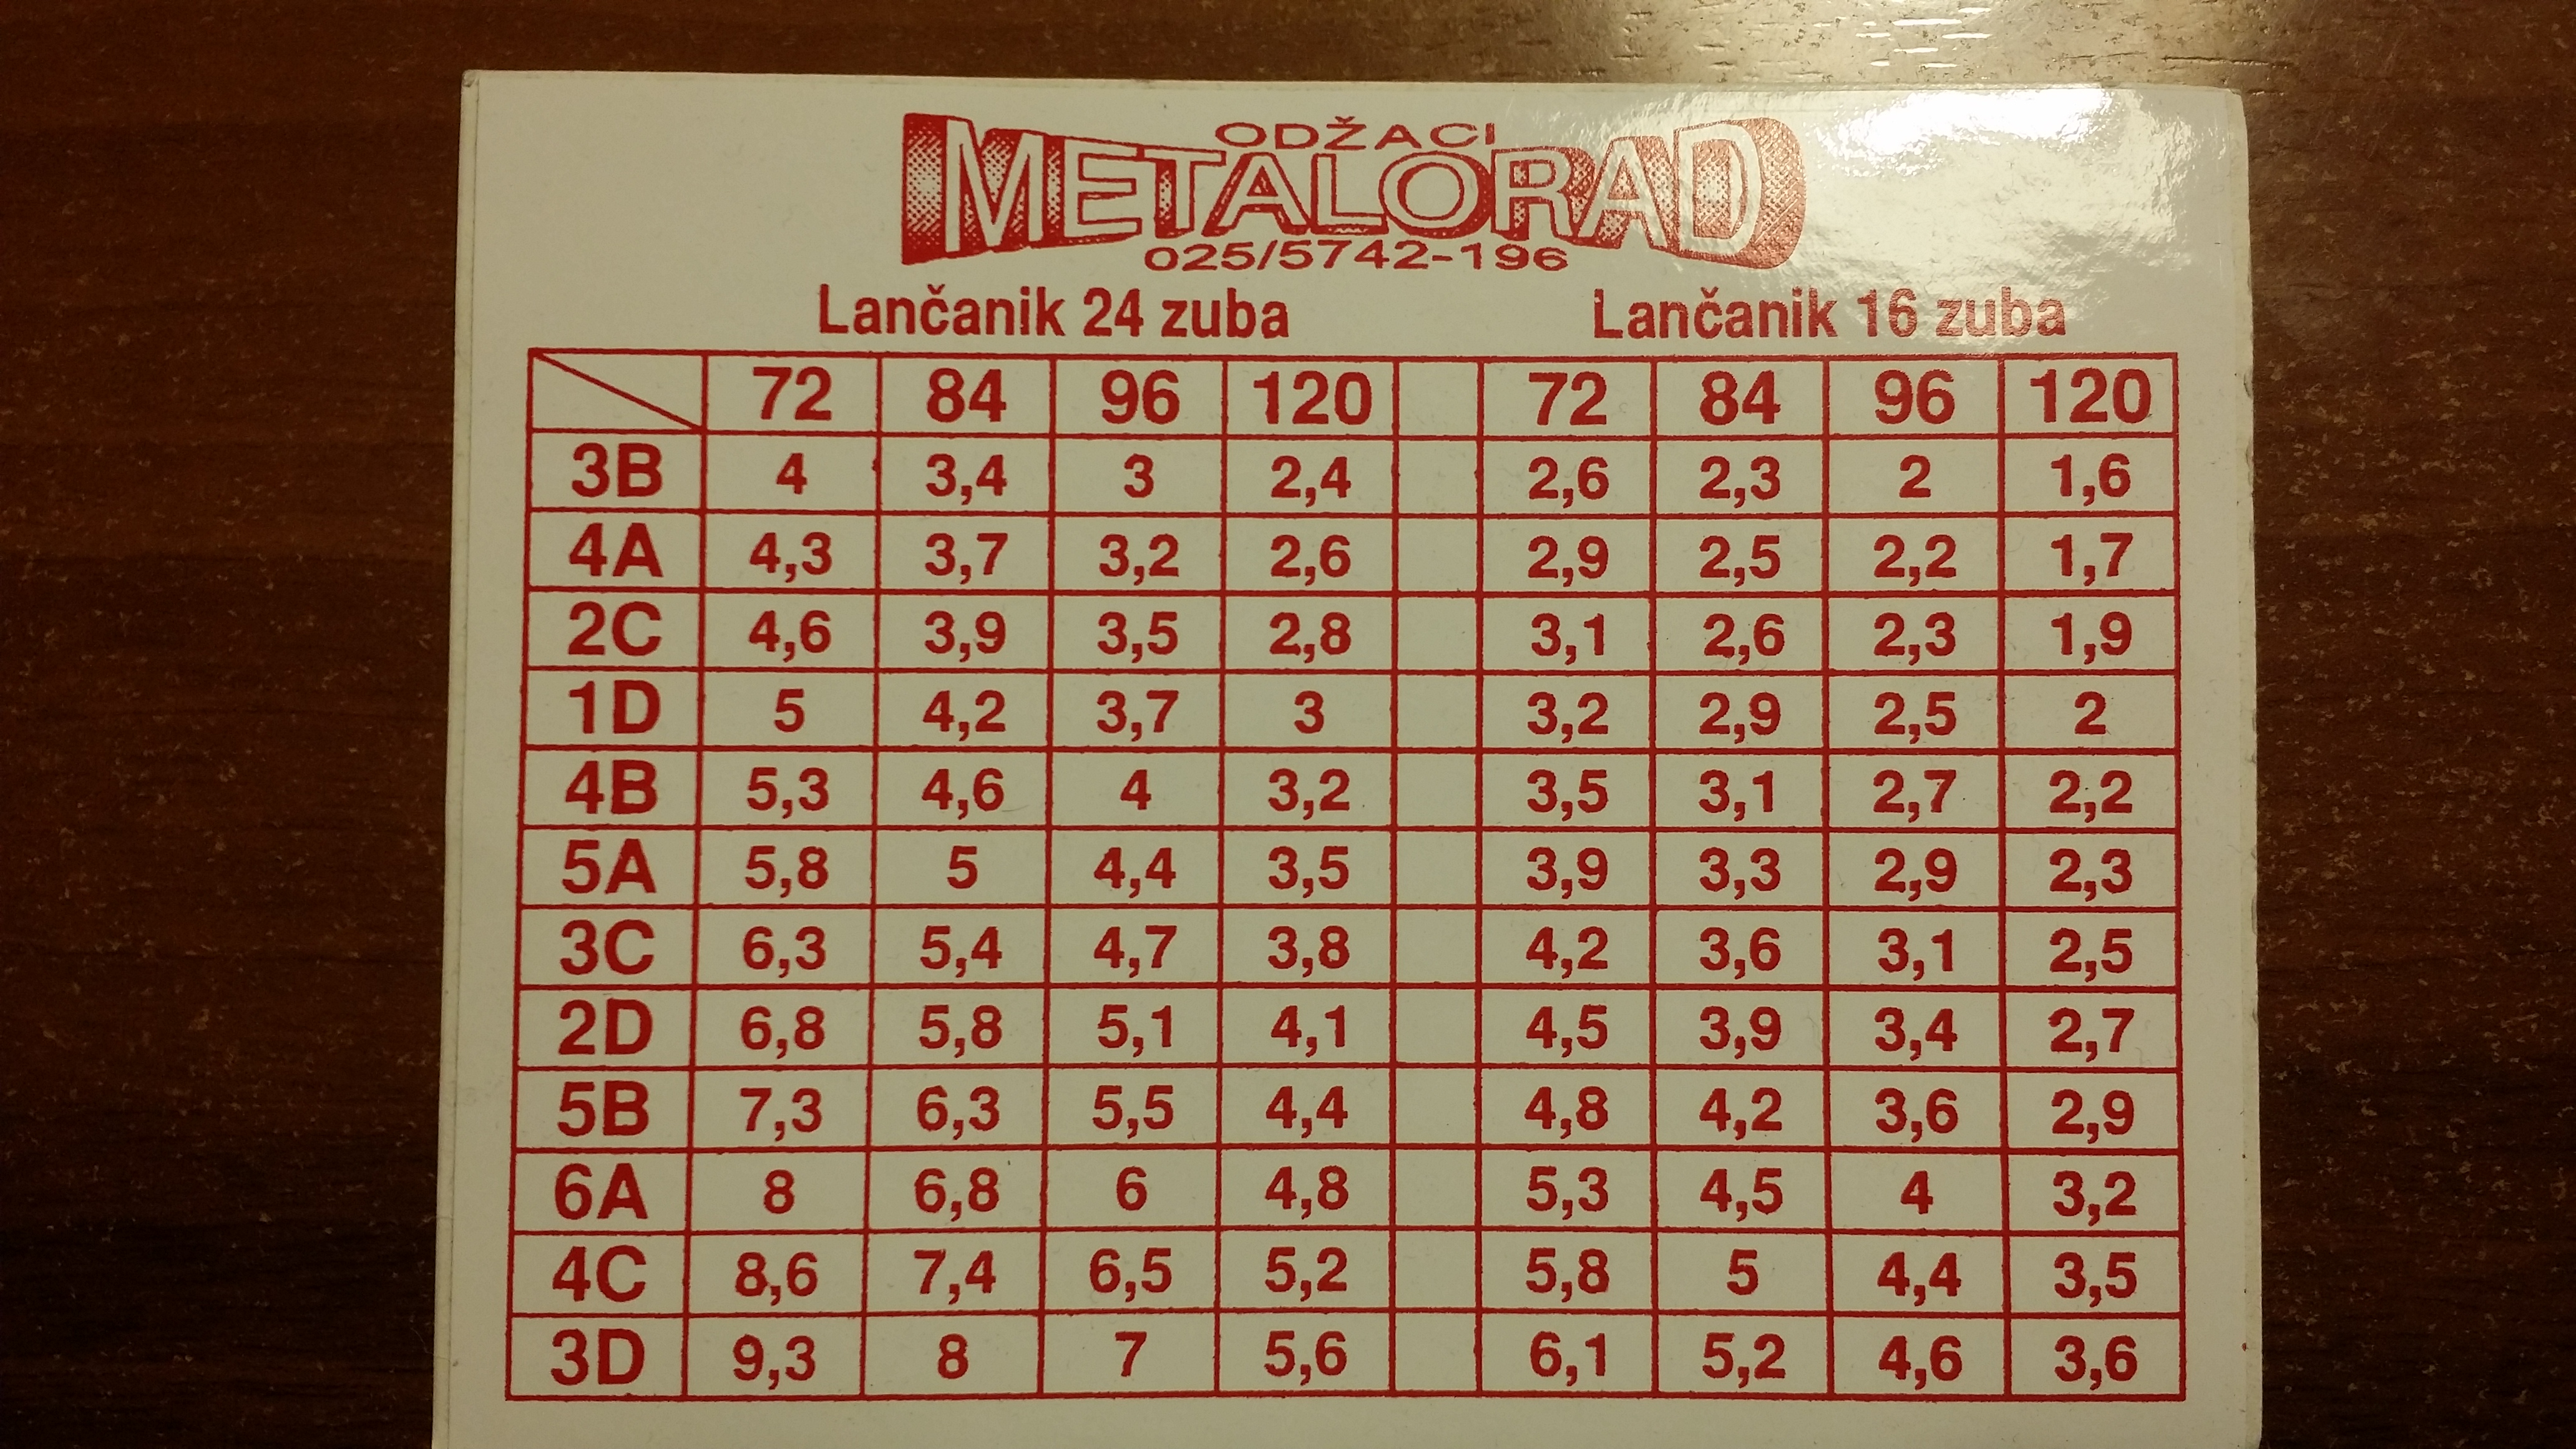 ODŽACI
METALORAD
025/5742-196
Lančanik 24 zuba Lančanik 16 zuba
72 84 96 120 72 84 96 120
3B 4 3,4 3 2,4 2,6 2,3 2 1,6
4A 4,3 3,7 3,2 2,6 2,9 2,5 2,2 1,7
2C 4,6 3,9 3,5 2,8 3,1 2,6 2,3 1,9
1D 5 4,2 3,7 3 3,2 2,9 2,5 2
4B 5,3 4,6 4 3,2 3,5 3,1 2,7 2,2
5A 5,8 5 4,4 3,5 3,9 3,3 2,9 2,3
3C 6,3 5,4 4,7 3,8 4,2 3,6 3,1 2,5
2D 6,8 5,8 5,1 4,1 4,5 3,9 3,4 2,7
5B 7,3 6,3 5,5 4,4 4,8 4,2 3,6 2,9
6A 8 6,8 6 4,8 5,3 4,5 4 3,2
4C 8,6 7,4 6,5 5,2 5,8 5 4,4 3,5
3D 9,3 8 7 5,6 6,1 5,2 4,6 3,6